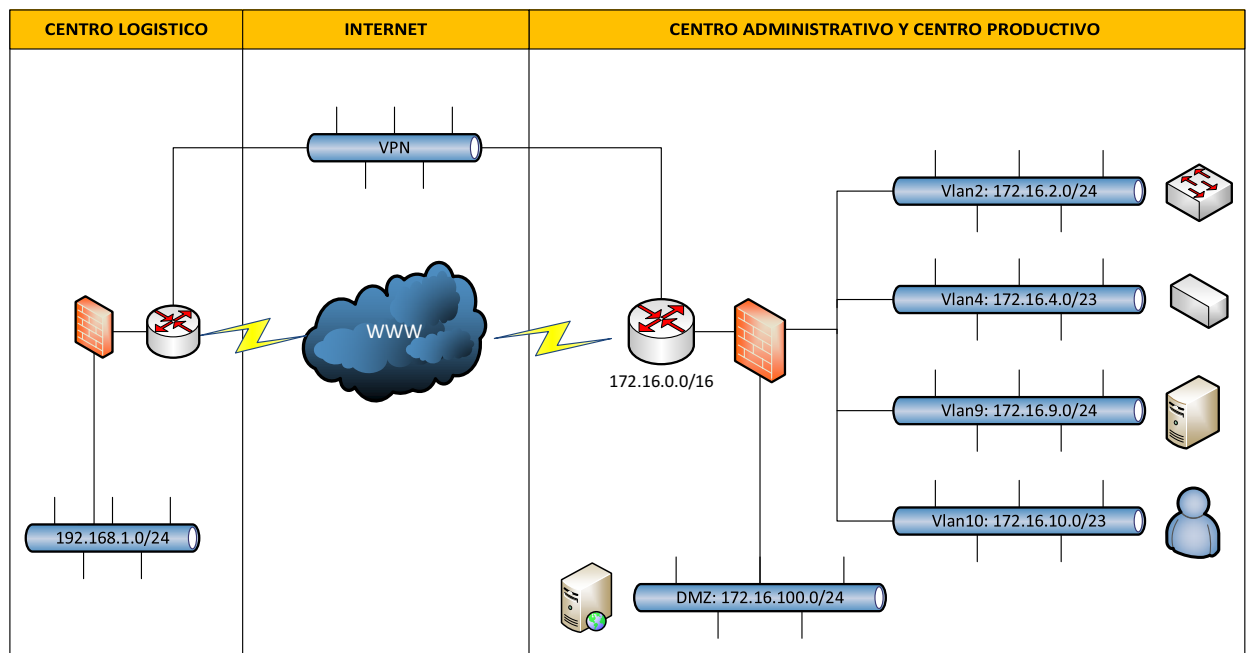 CENTRO LOGISTICO
INTERNET
CENTRO ADMINISTRATIVO Y CENTRO PRODUCTIVO
VPN
Vlan2: 172.16.2.0/24
Vlan4: 172.16.4.0/23
WWW
172.16.0.0/16
Vlan9: 172.16.9.0/24
Vlan10: 172.16.10.0/23
192.168.1.0/24
DMZ: 172.16.100.0/24